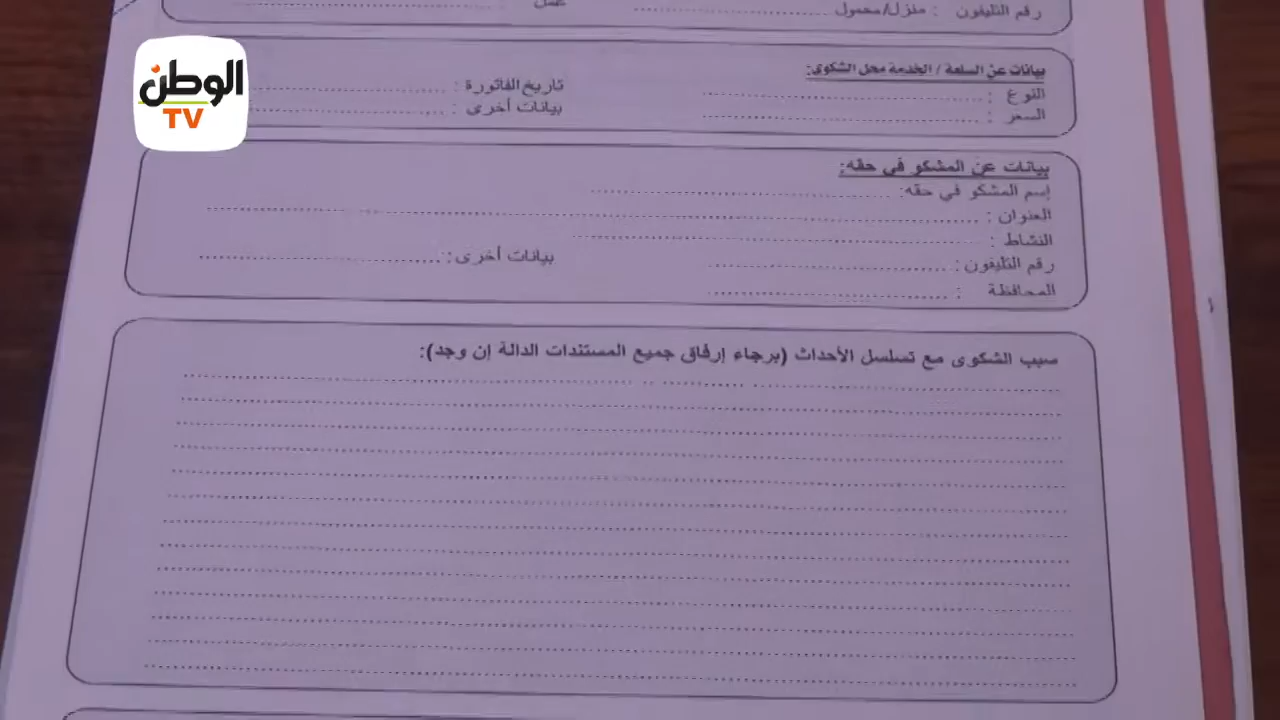 رقم التليفون : منزل/محمول ............ عمل ............
الوطن
TV
بيانات عن السلعة / الخدمة محل الشكوى:
النوع : ............ تاريخ الفاتورة : ............
السعر : ............ بيانات أخرى : ............
بيانات عن المشكو في حقه:
إسم المشكو في حقه: ............
العنوان : ............
النشاط : ............
رقم التليفون: ............ بيانات أخرى: ............
المحافظة : ............
سبب الشكوى مع تسلسل الأحداث (برجاء إرفاق جميع المستندات الدالة إن وجد):